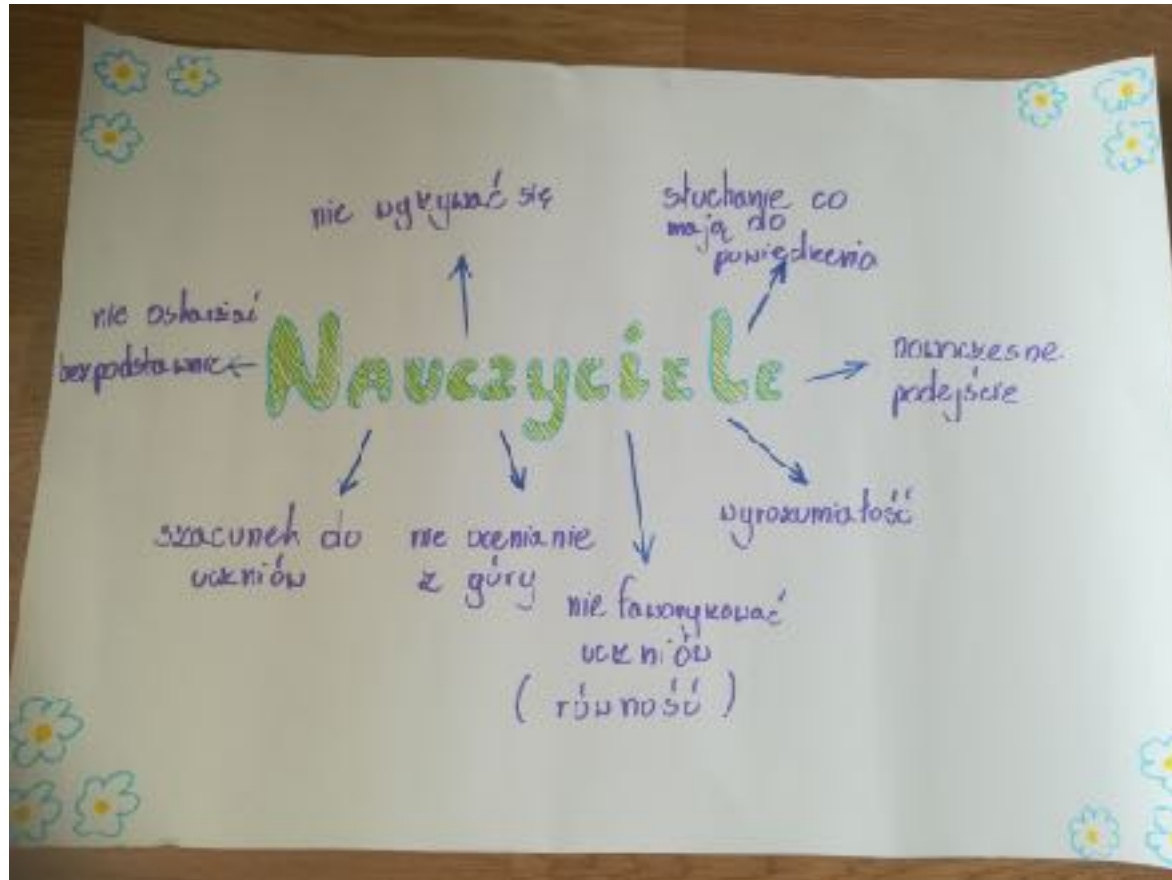 nie wyżywać się
słuchanie co
mają do
powiedzenia
nie oskarżać
bezpodstawnie
Nauczyciele
nowoczesne
podejście
szacunek do
uczniów
nie ocenianie
z góry
wyrozumiałość
nie faworyzować
uczniów
(równość)